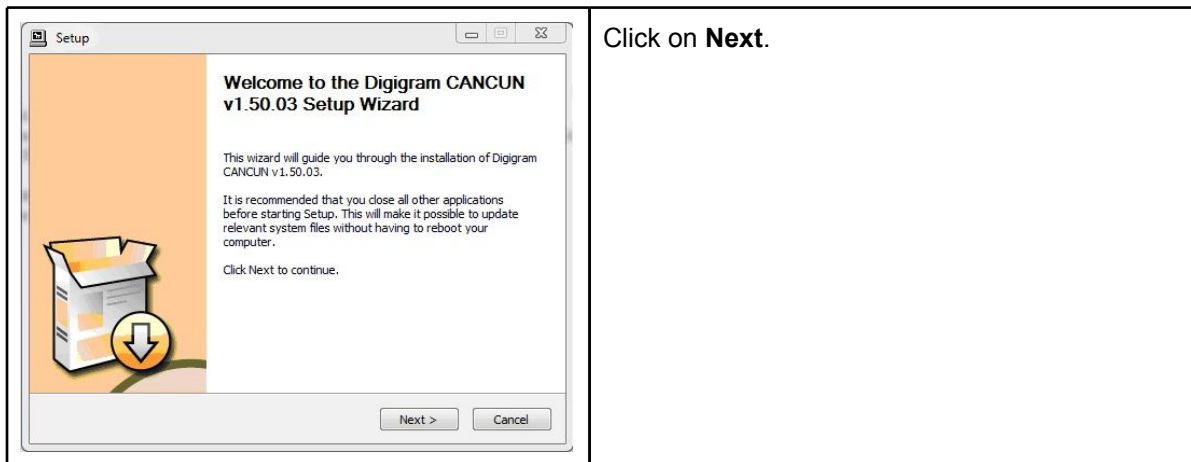 Setup
Click on Next.
Welcome to the Digigram CANCUN
v1.50.03 Setup Wizard
This wizard will guide you through the installation of Digigram
CANCUN v1.50.03.
It is recommended that you close all other applications
before starting Setup. This will make it possible to update
relevant system files without having to reboot your
computer.
Click Next to continue.
Next >
Cancel